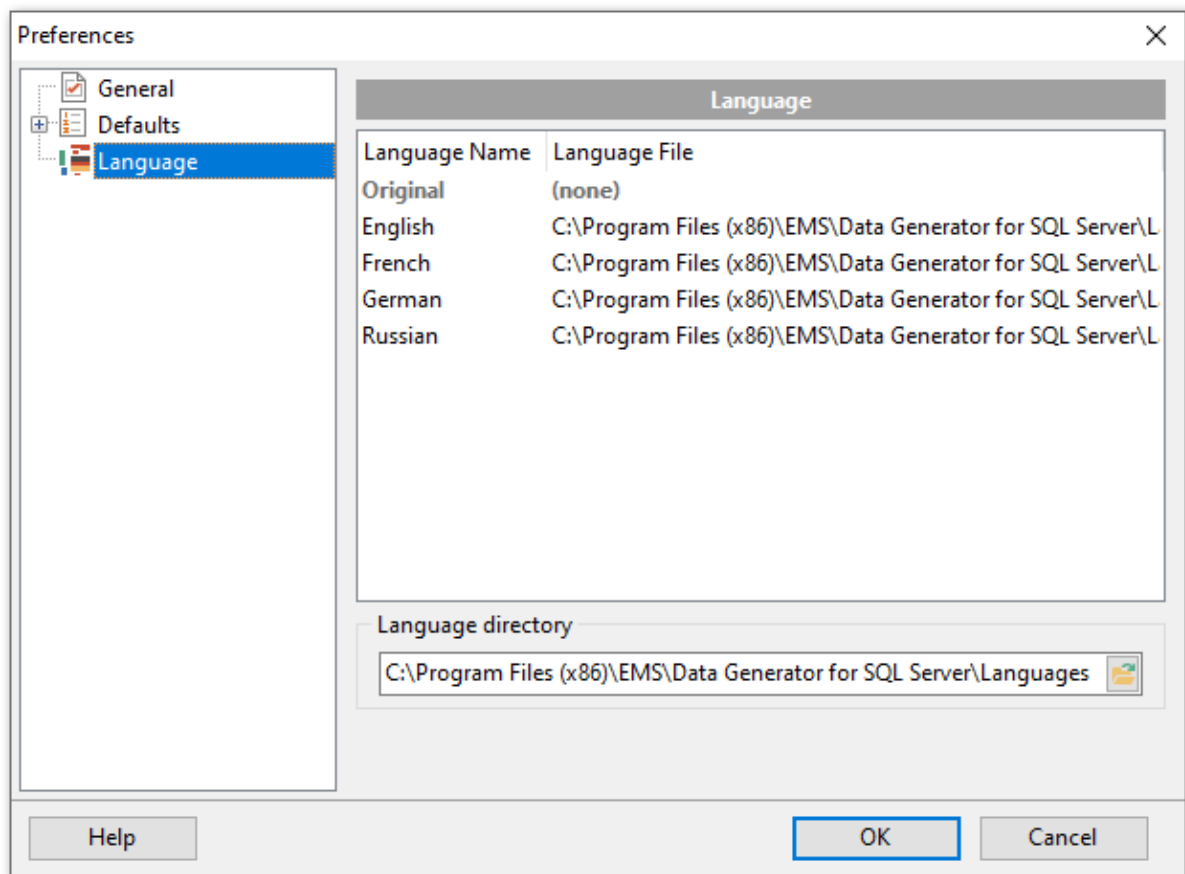 Preferences
General
Defaults
Language
Language
Language Name Language File
Original (none)
English C:\Program Files (x86)\EMS\Data Generator for SQL Server\L
French C:\Program Files (x86)\EMS\Data Generator for SQL Server\L
German C:\Program Files (x86)\EMS\Data Generator for SQL Server\L
Russian C:\Program Files (x86)\EMS\Data Generator for SQL Server\L
Language directory
C:\Program Files (x86)\EMS\Data Generator for SQL Server\Languages
Help OK Cancel